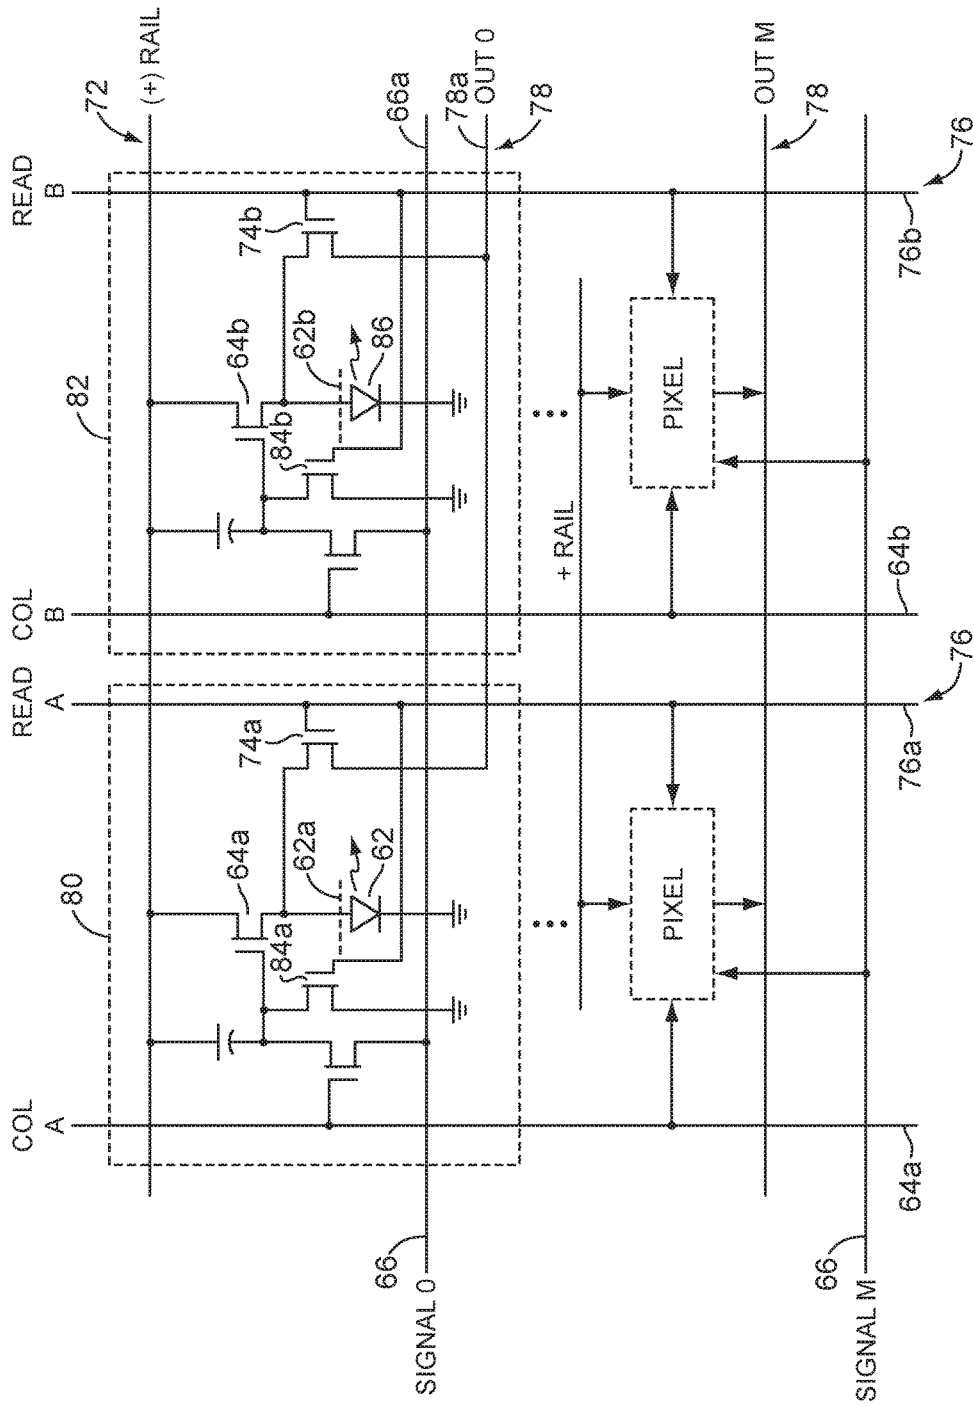 COL
A
READ
A
COL
B
READ
B
80
82
72
(+) RAIL
64a
74a
64b
74b
84a
62a
84b
62b
62
86
66
66a
SIGNAL 0
78a
OUT 0
78
+ RAIL
PIXEL
PIXEL
OUT M
78
66
SIGNAL M
64a
76a
64b
76b
76
76